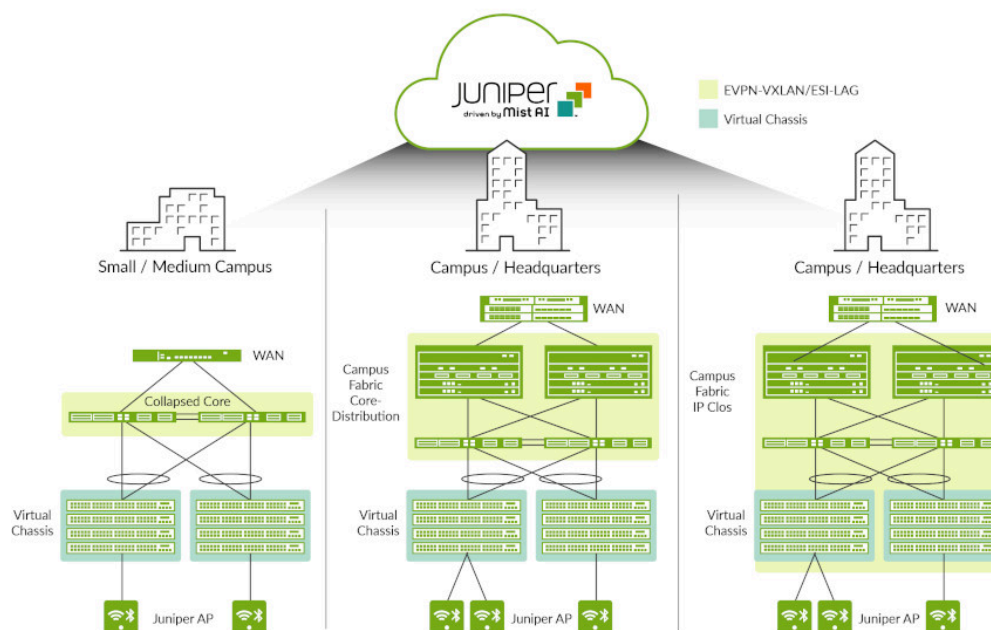 JUNIPER
driven by Mist AI
EVPN-VXLAN/ESI-LAG
Virtual Chassis
Small / Medium Campus
Campus / Headquarters
Campus / Headquarters
WAN
Collapsed Core
Virtual
Chassis
Juniper AP
WAN
Campus
Fabric
Core-
Distribution
Virtual
Chassis
Juniper AP
WAN
Campus
Fabric
IP Clos
Virtual
Chassis
Juniper AP